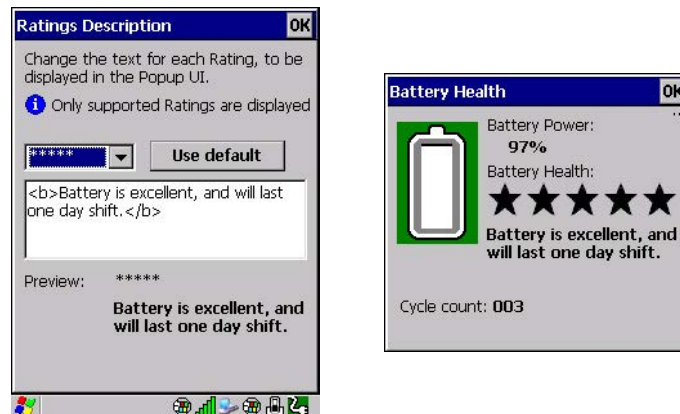 Ratings Description OK
Change the text for each Rating, to be
displayed in the Popup UI.
Only supported Ratings are displayed
***** Use default
<b>Battery is excellent, and will last
one day shift.</b>
Preview: *****
Battery is excellent, and
will last one day shift.
Battery Health OK
Battery Power:
97%
Battery Health:
Battery is excellent, and
will last one day shift.
Cycle count: 003